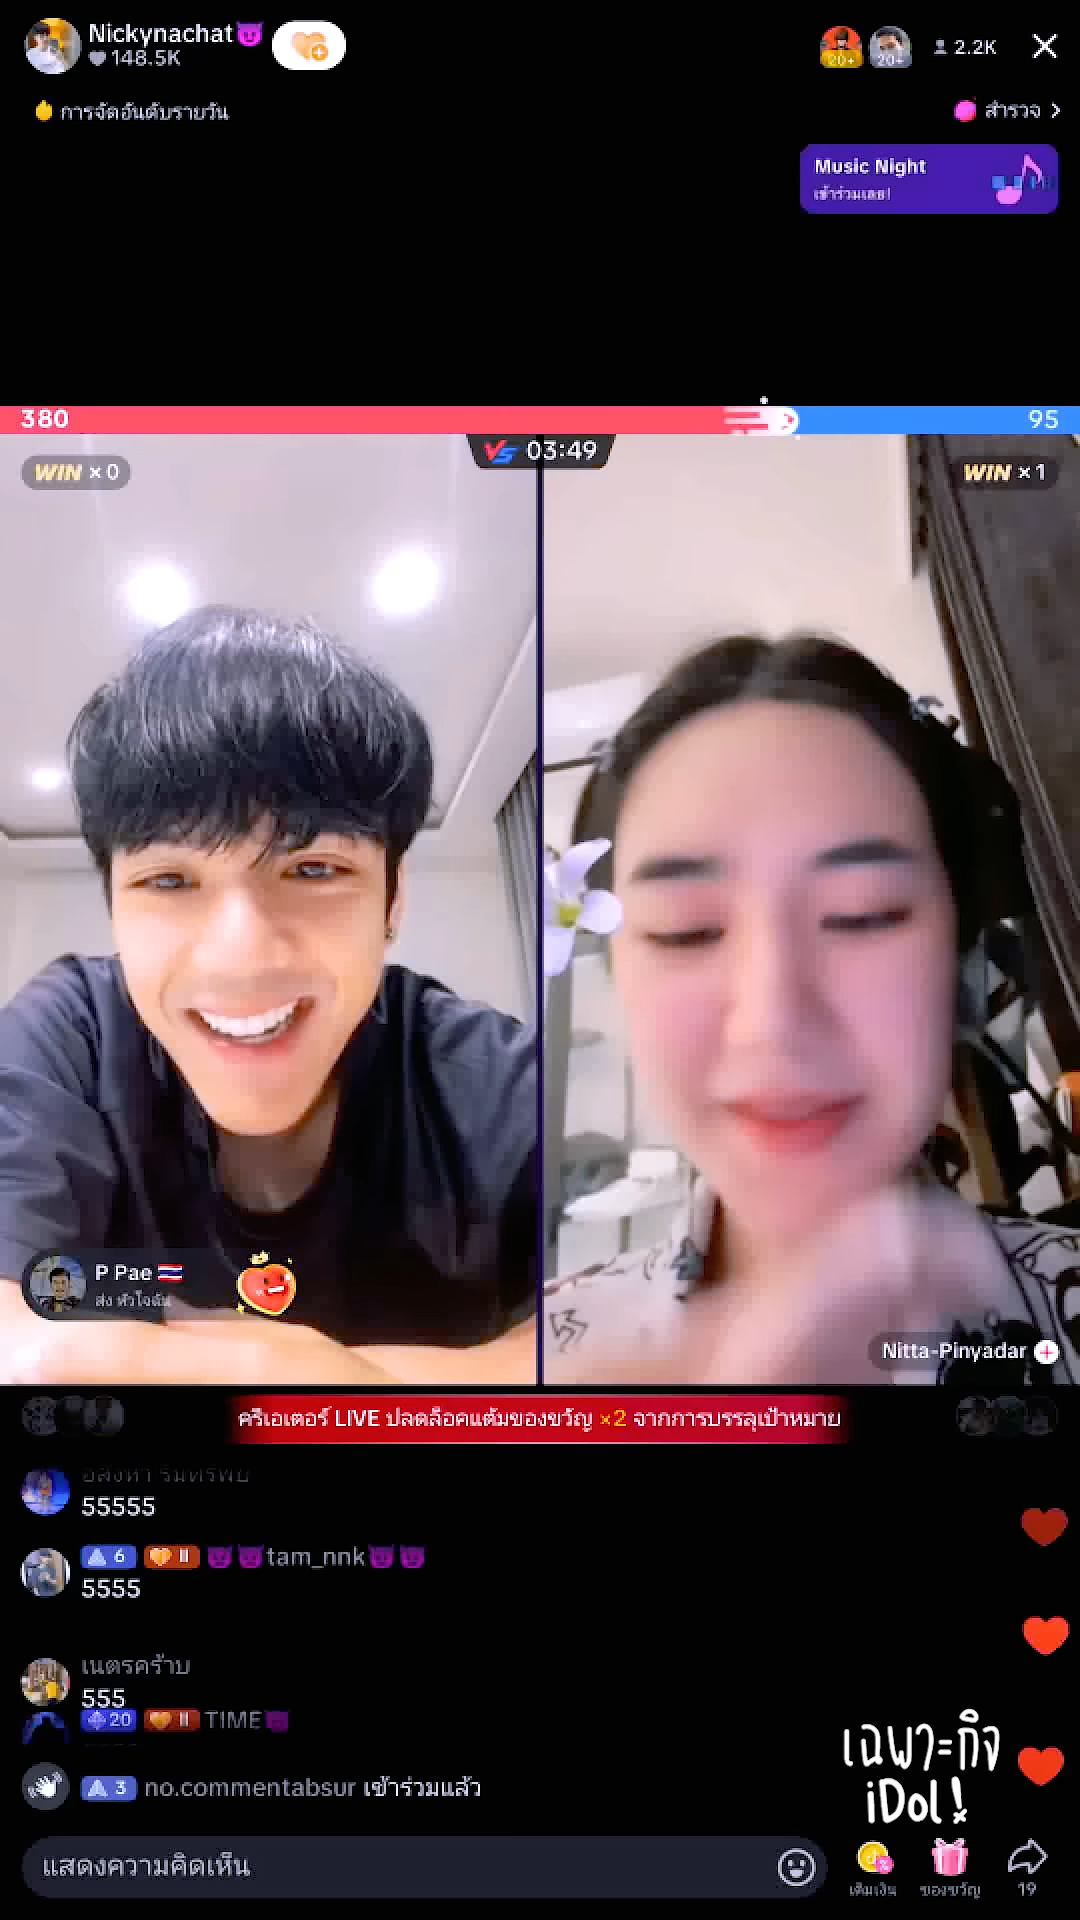 Nickynachat😈
148.5K
20+
20+
2.2K
การจัดอันดับรายวัน
สำรวจ
Music Night
เข้าร่วมเลย!
380
95
VS 03:49
WIN ×0
WIN ×1
P Pae 🇹🇭
ส่ง หัวใจฉัน
Nitta-Pinyadar
ครีเอเตอร์ LIVE ปลดล็อคแต้มของขวัญ ×2 จากการบรรลุเป้าหมาย
55555
6 😈😈tam_nnk😈😈
5555
เนตรคร้าบ
555
20 TIME😈
3 no.commentabsur เข้าร่วมแล้ว
เฉพาะกิจ
iDol!
แสดงความคิดเห็น
เติมเงิน
ของขวัญ
19